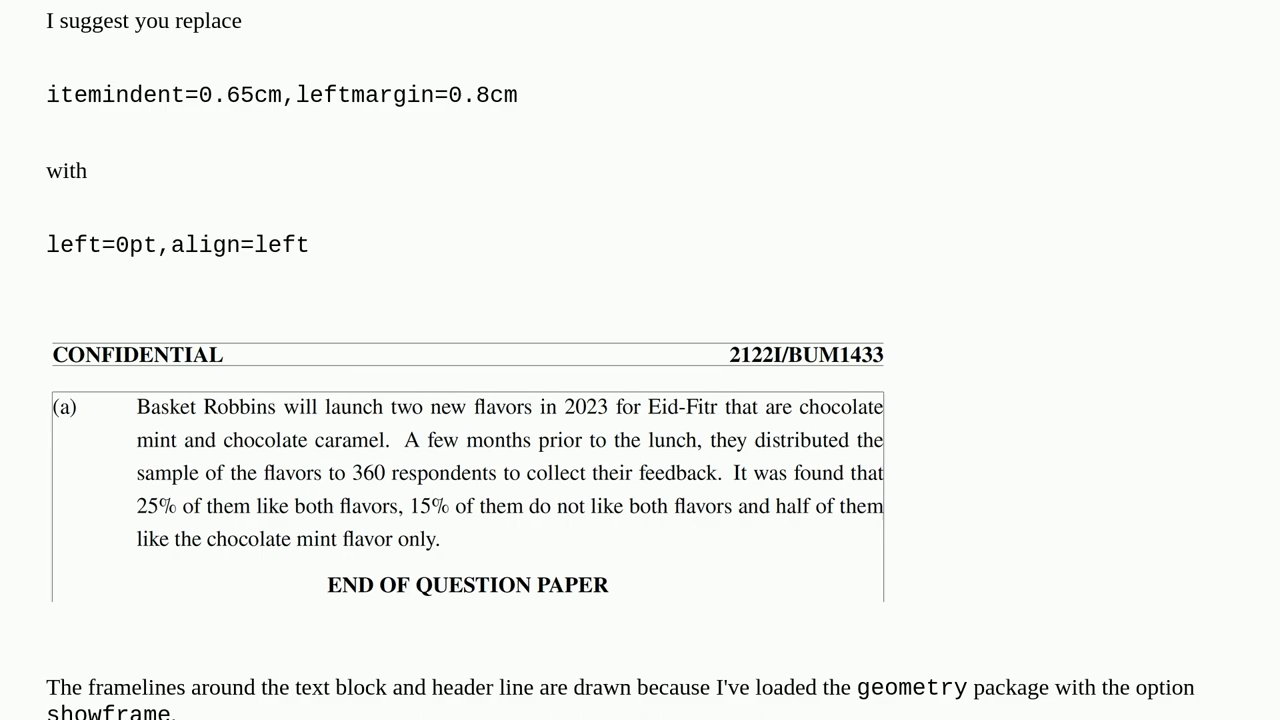 I suggest you replace
itemindent=0.65cm,leftmargin=0.8cm
with
left=0pt,align=left
CONFIDENTIAL 2122I/BUM1433
(a) Basket Robbins will launch two new flavors in 2023 for Eid-Fitr that are chocolate
mint and chocolate caramel. A few months prior to the lunch, they distributed the
sample of the flavors to 360 respondents to collect their feedback. It was found that
25% of them like both flavors, 15% of them do not like both flavors and half of them
like the chocolate mint flavor only.
END OF QUESTION PAPER
The framelines around the text block and header line are drawn because I've loaded the geometry package with the option
showframe.